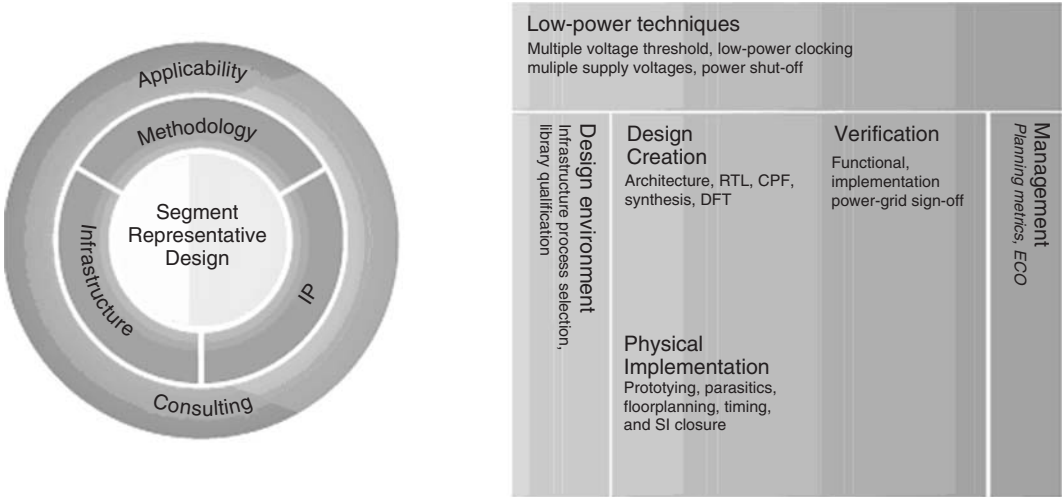 Applicability
Methodology
Segment
Representative
Design
Infrastructure
IP
Consulting
Low-power techniques
Multiple voltage threshold, low-power clocking
muliple supply voltages, power shut-off
Design environment
Infrastructure process selection,
library qualification
Design
Creation
Architecture, RTL, CPF,
synthesis, DFT
Verification
Functional,
implementation
power-grid sign-off
Physical
Implementation
Prototying, parasitics,
floorplanning, timing,
and SI closure
Management
Planning metrics, ECO